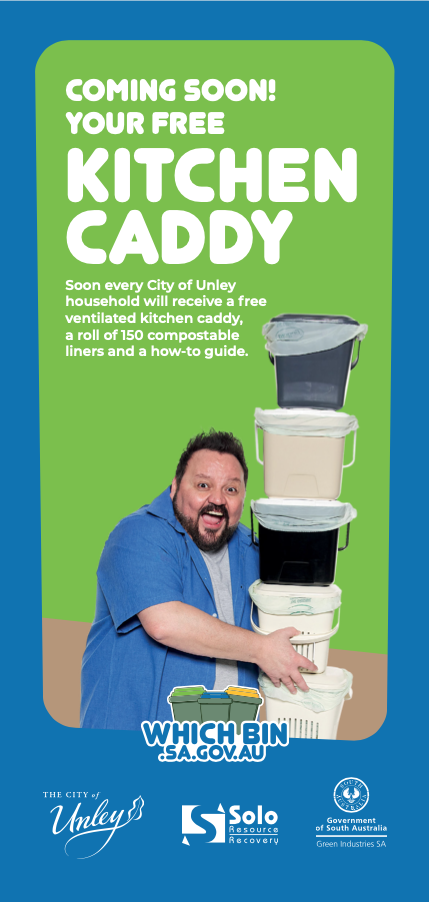 COMING SOON!
YOUR FREE
KITCHEN
CADDY
Soon every City of Unley
household will receive a free
ventilated kitchen caddy,
a roll of 150 compostable
liners and a how-to guide.
WHICH BIN
.SA.GOV.AU
THE CITY of
Unley
Solo
Resource
Recovery
SOUTH
AUSTRALIA
Government
of South Australia
Green Industries SA